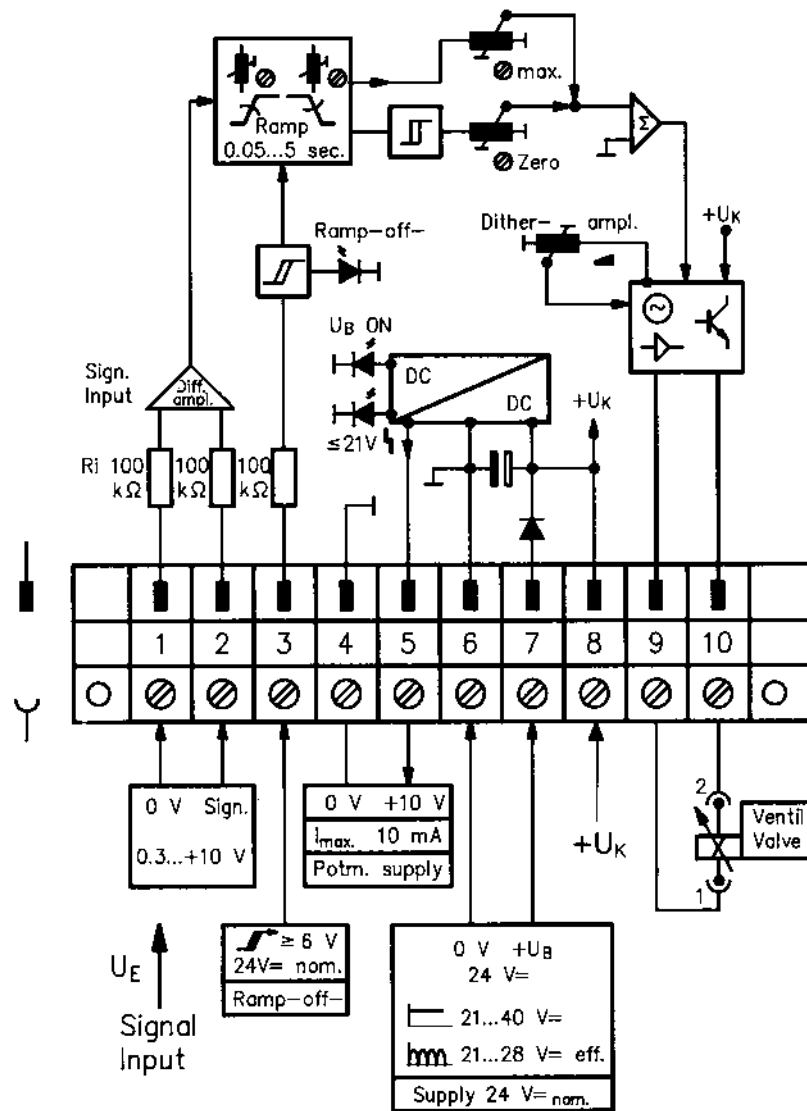 max.
Ramp
0.05...5 sec.
Zero
Σ
Ramp-off-
Dither- ampl.
+UK
UB ON
DC
DC
≤21V
+UK
Sign.
Input
Diff.
ampl.
Ri 100
kΩ
100
kΩ
100
kΩ
1 2 3 4 5 6 7 8 9 10
0 V Sign.
0.3...+10 V
0 V +10 V
Imax. 10 mA
Potm. supply
+UK
2
Ventil
Valve
1
UE
Signal
Input
≥ 6 V
24V= nom.
Ramp-off-
0 V +UB
24 V=
21...40 V=
21...28 V= eff.
Supply 24 V= nom.